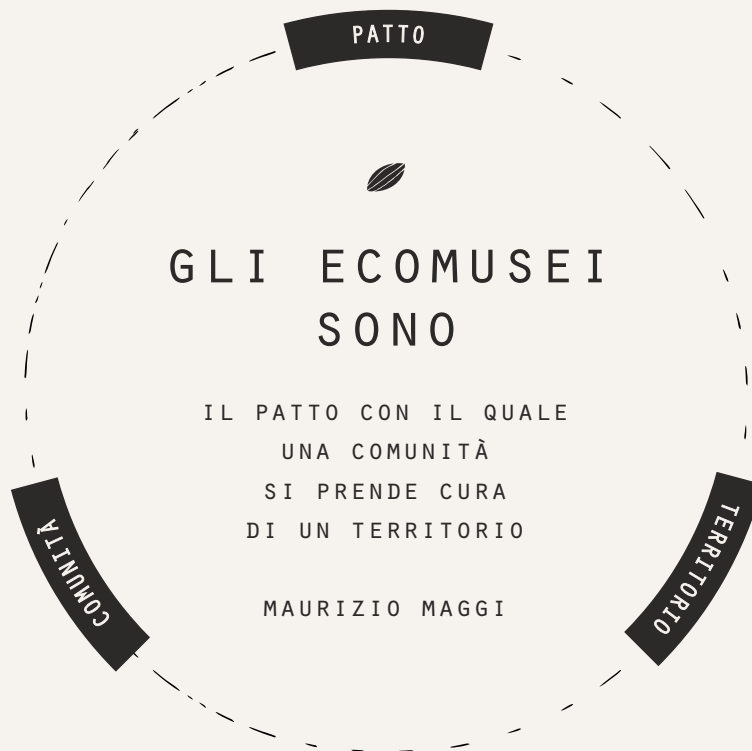 PATTO
GLI ECOMUSEI
SONO
IL PATTO CON IL QUALE
UNA COMUNITÀ
SI PRENDE CURA
DI UN TERRITORIO
MAURIZIO MAGGI
COMUNITÀ
TERRITORIO